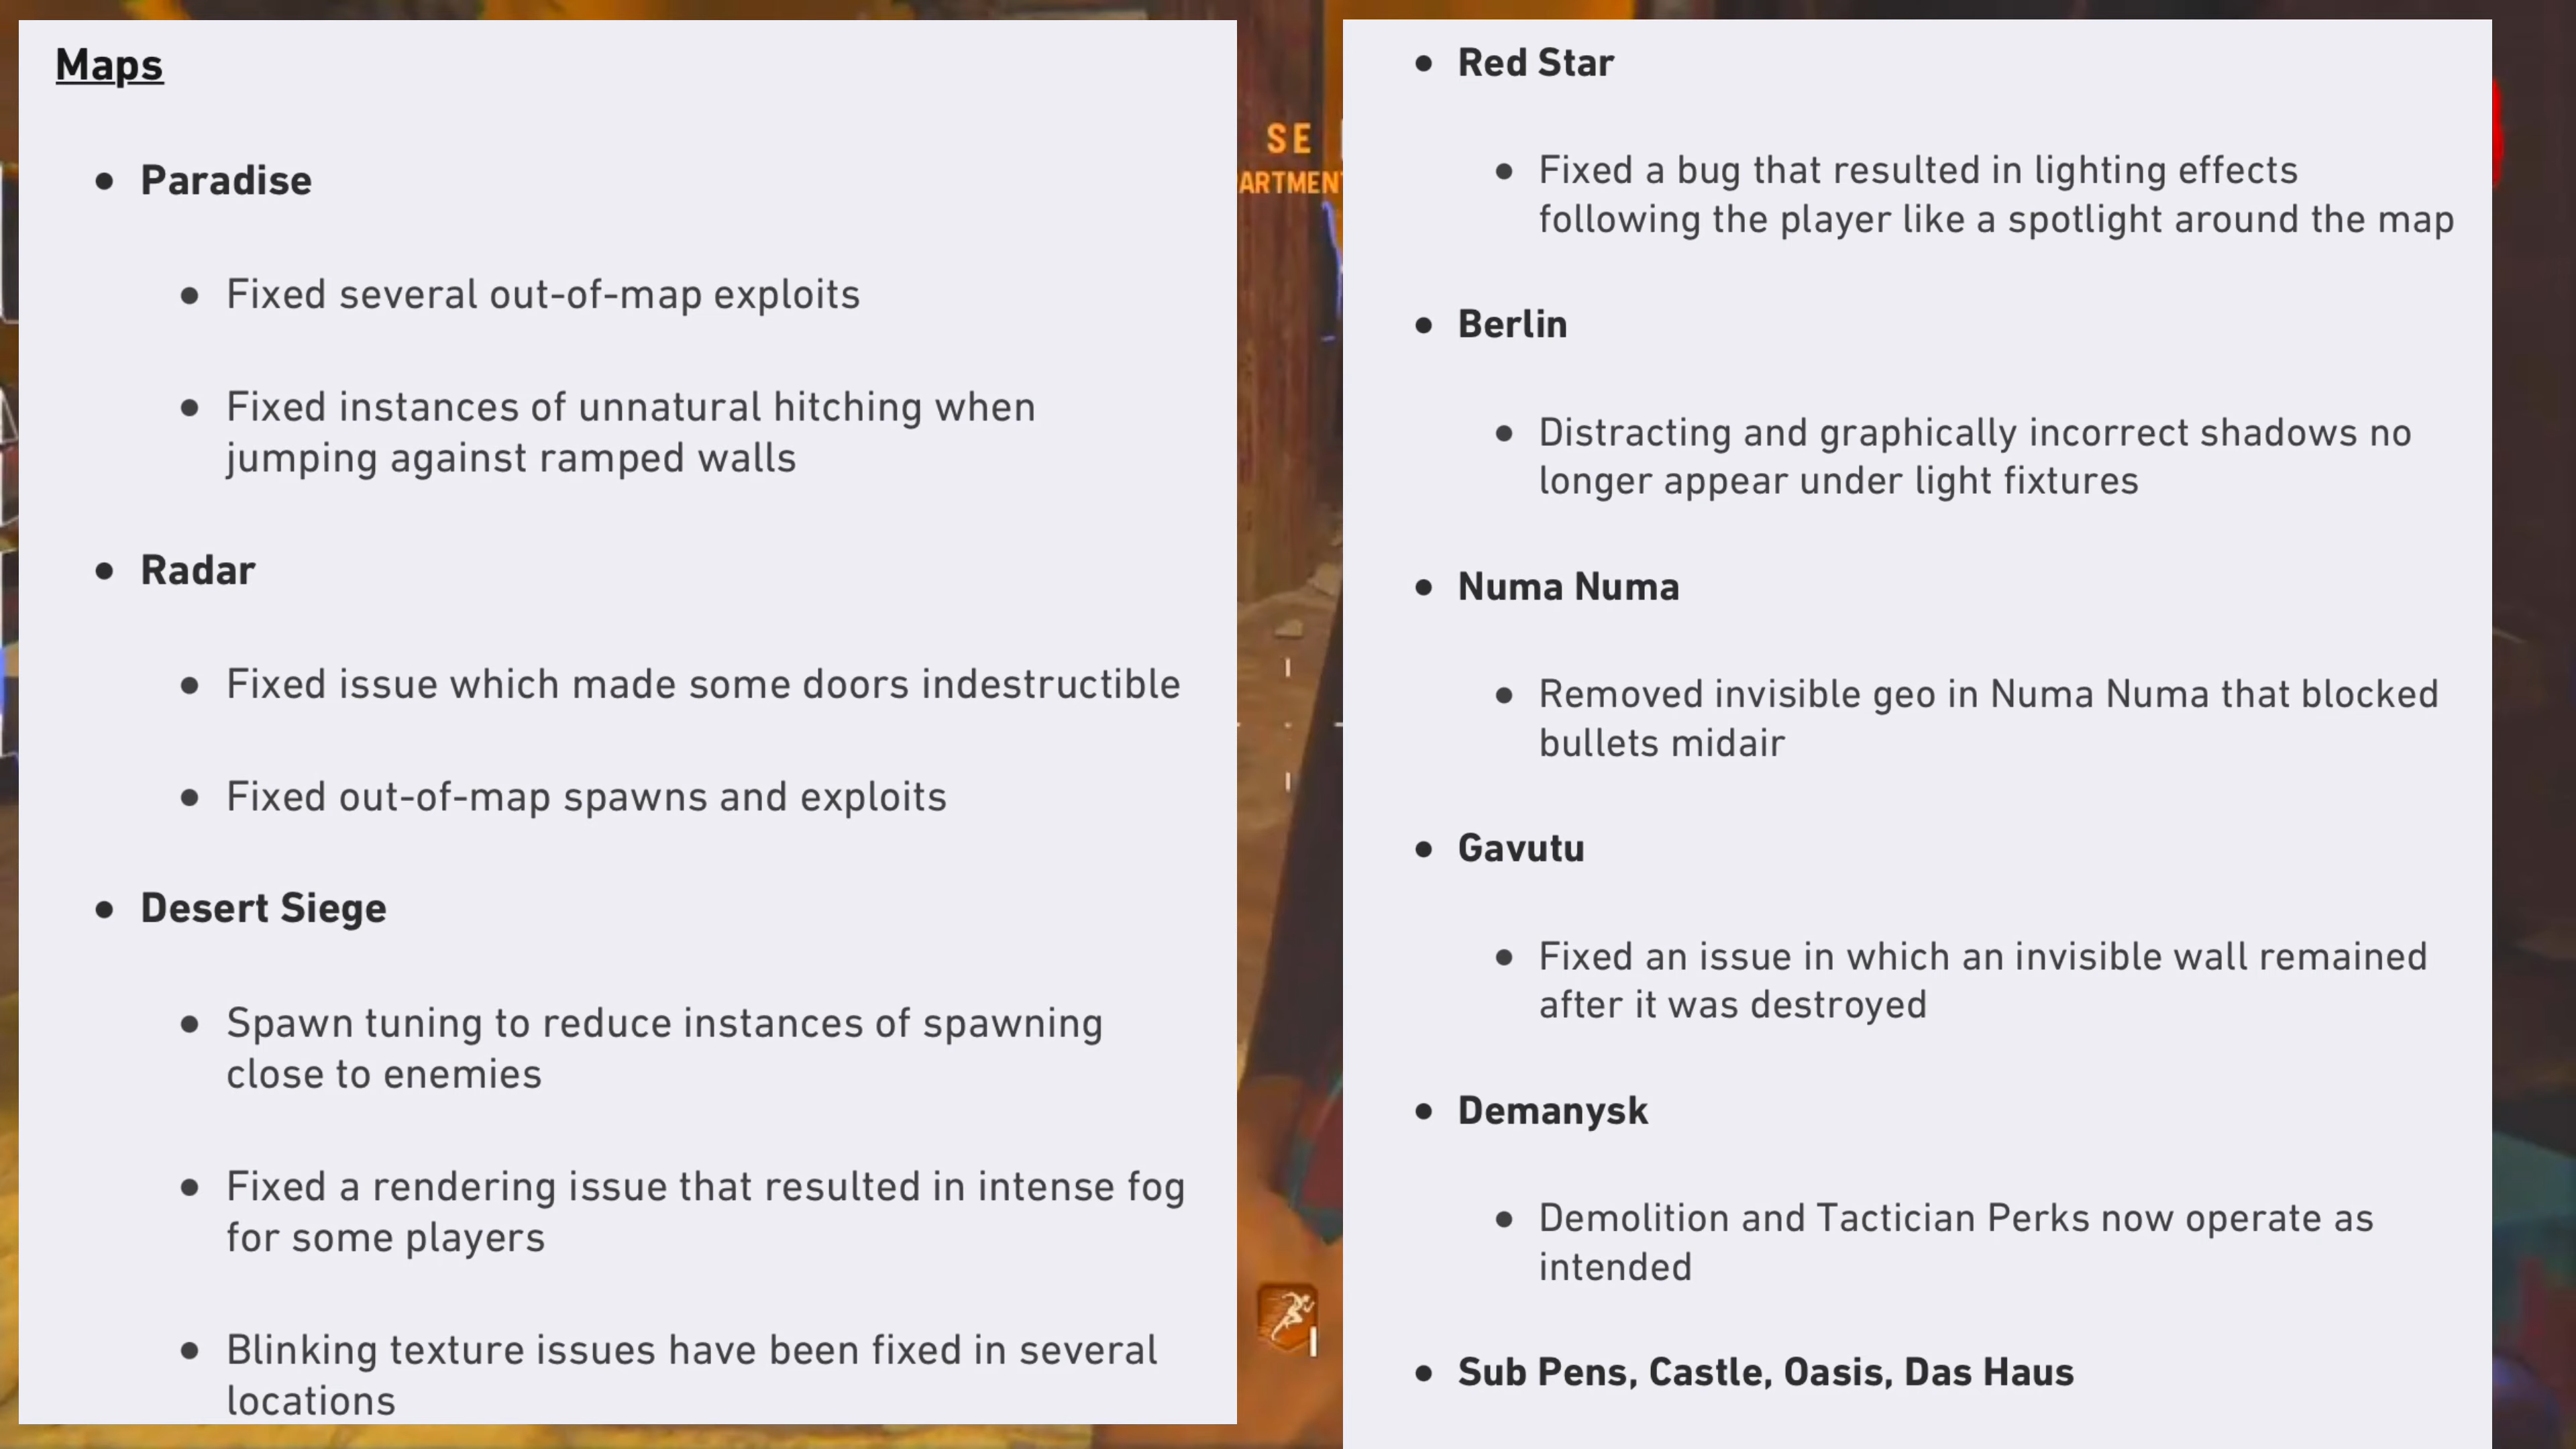 Maps
● Paradise
● Fixed several out-of-map exploits
● Fixed instances of unnatural hitching when
jumping against ramped walls
● Radar
● Fixed issue which made some doors indestructible
● Fixed out-of-map spawns and exploits
● Desert Siege
● Spawn tuning to reduce instances of spawning
close to enemies
● Fixed a rendering issue that resulted in intense fog
for some players
● Blinking texture issues have been fixed in several
locations
SE
ARTMENT
● Red Star
● Fixed a bug that resulted in lighting effects
following the player like a spotlight around the map
● Berlin
● Distracting and graphically incorrect shadows no
longer appear under light fixtures
● Numa Numa
● Removed invisible geo in Numa Numa that blocked
bullets midair
● Gavutu
● Fixed an issue in which an invisible wall remained
after it was destroyed
● Demanysk
● Demolition and Tactician Perks now operate as
intended
● Sub Pens, Castle, Oasis, Das Haus